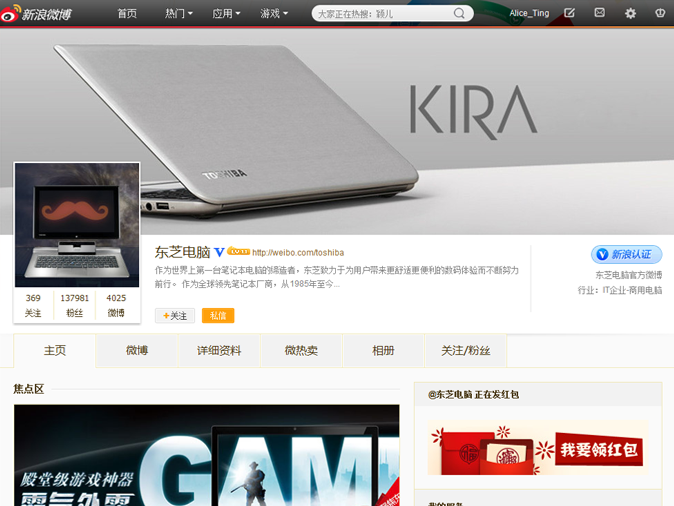 新浪微博 首页 热门 应用 游戏 大家正在热搜：颖儿 Alice_Ting
KIRA
TOSHIBA
东芝电脑 V http://weibo.com/toshiba
作为世界上第一台笔记本电脑的缔造者，东芝致力于为用户带来更舒适更便利的数码体验而不断努力
前行。 作为全球领先笔记本厂商，从1985年至今...
+关注 私信
V 新浪认证
东芝电脑官方微博
行业：IT企业-商用电脑
369 137981 4025
关注 粉丝 微博
主页 微博 详细资料 微热卖 相册 关注/粉丝
焦点区
殿堂级游戏神器
GAM
@东芝电脑 正在发红包
我要领红包